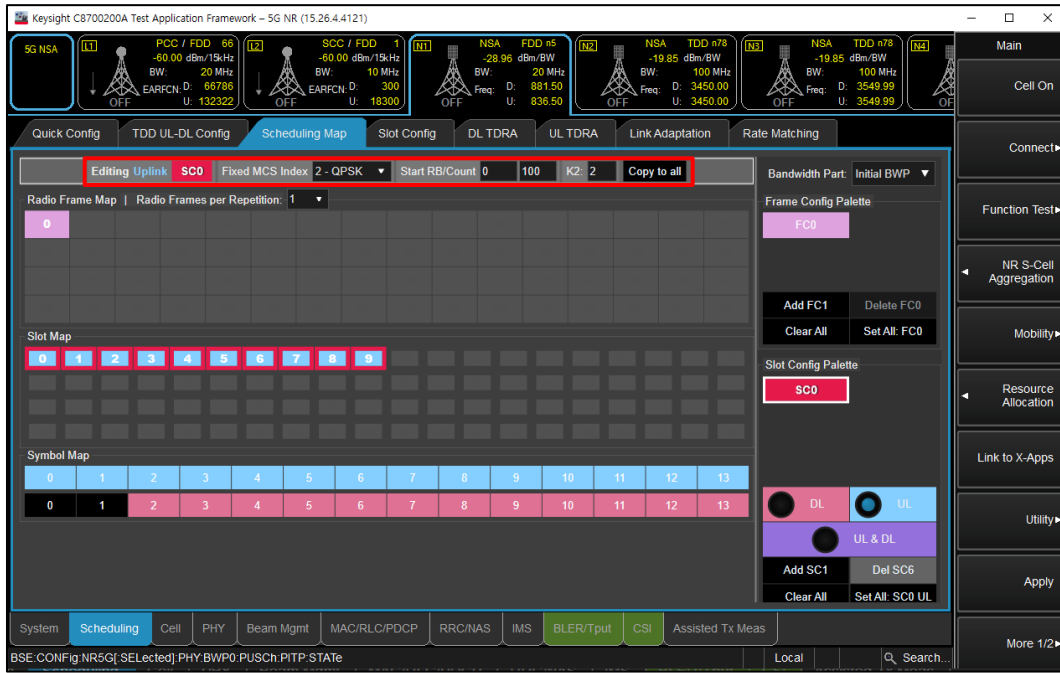 Keysight C8700200A Test Application Framework – 5G NR (15.26.4.4121)
5G NSA
L1 PCC / FDD 66
-60.00 dBm/15kHz
BW: 20 MHz
EARFCN: D: 66786
U: 132322
OFF
L2 SCC / FDD 1
-60.00 dBm/15kHz
BW: 10 MHz
EARFCN: D: 300
U: 18300
OFF
N1 NSA FDD n5
-28.96 dBm/BW
BW: 20 MHz
Freq: D: 881.50
U: 836.50
OFF
N2 NSA TDD n78
-19.85 dBm/BW
BW: 100 MHz
Freq: D: 3450.00
U: 3450.00
OFF
N3 NSA TDD n78
-19.85 dBm/BW
BW: 100 MHz
Freq: D: 3549.99
U: 3549.99
OFF
N4
OF
Quick Config TDD UL-DL Config Scheduling Map Slot Config DL TDRA UL TDRA Link Adaptation Rate Matching
Editing Uplink SC0 Fixed MCS Index 2 - QPSK Start RB/Count 0 100 K2: 2 Copy to all
Radio Frame Map | Radio Frames per Repetition: 1
0
Slot Map
0 1 2 3 4 5 6 7 8 9
Symbol Map
0 1 2 3 4 5 6 7 8 9 10 11 12 13
0 1 2 3 4 5 6 7 8 9 10 11 12 13
Bandwidth Part: Initial BWP
Frame Config Palette
FC0
Add FC1 Delete FC0
Clear All Set All: FC0
Slot Config Palette
SC0
DL UL
UL & DL
Add SC1 Del SC6
Clear All Set All: SC0 UL
System Scheduling Cell PHY Beam Mgmt MAC/RLC/PDCP RRC/NAS IMS BLER/Tput CSI Assisted Tx Meas
BSE:CONFig:NR5G[:SELected]:PHY:BWP0:PUSCh:PITP:STATe
Local Search...
Main
Cell On
Connect
Function Test
NR S-Cell
Aggregation
Mobility
Resource
Allocation
Link to X-Apps
Utility
Apply
More 1/2